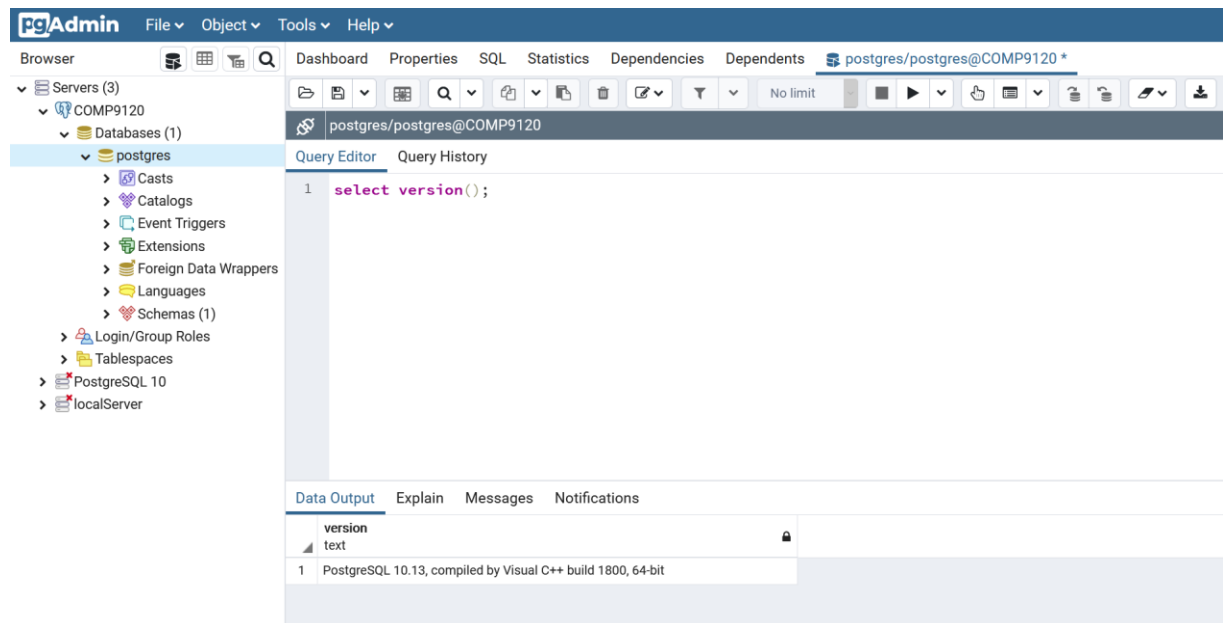 pgAdmin File Object Tools Help
Browser
Dashboard Properties SQL Statistics Dependencies Dependents postgres/postgres@COMP9120 *
Servers (3)
COMP9120
Databases (1)
postgres
Casts
Catalogs
Event Triggers
Extensions
Foreign Data Wrappers
Languages
Schemas (1)
Login/Group Roles
Tablespaces
PostgreSQL 10
localServer
No limit
postgres/postgres@COMP9120
Query Editor Query History
1 select version();
Data Output Explain Messages Notifications
version
text
1 PostgreSQL 10.13, compiled by Visual C++ build 1800, 64-bit